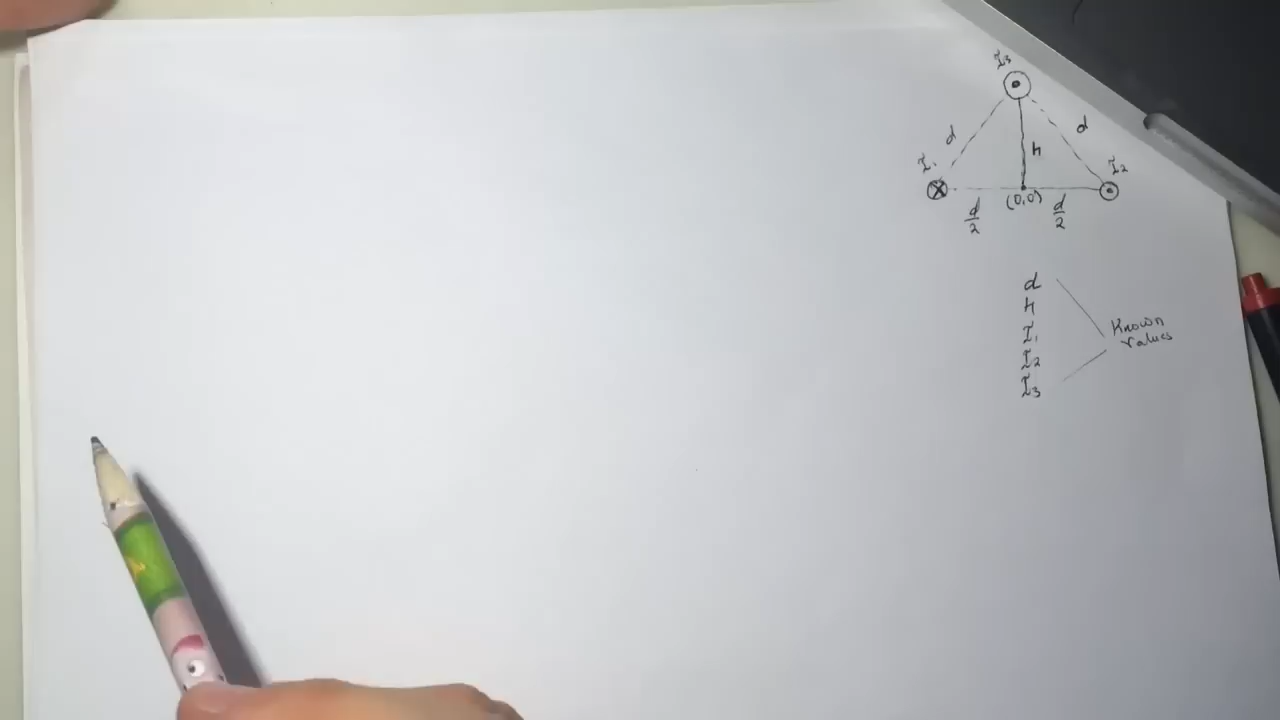 I₃
d
d
h
I₁
I₂
(0,0)
d/2
d/2
d
h
I₁
I₂
I₃
Known
values